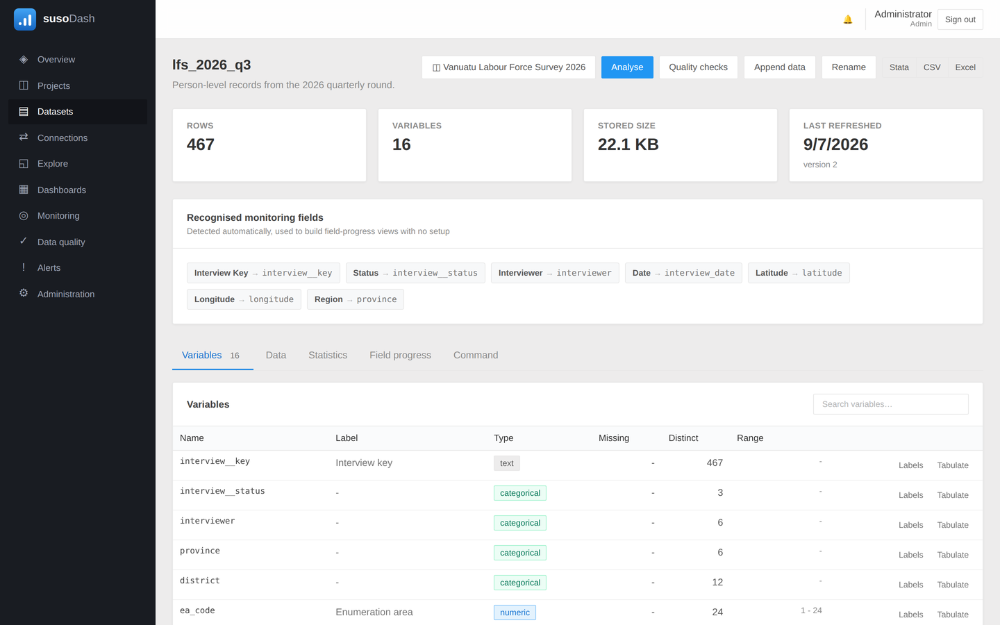 susoDash
Administrator
Admin
Sign out
Overview
Projects
Datasets
Connections
Explore
Dashboards
Monitoring
Data quality
Alerts
Administration
lfs_2026_q3
Person-level records from the 2026 quarterly round.
Vanuatu Labour Force Survey 2026
Analyse
Quality checks
Append data
Rename
Stata
CSV
Excel
ROWS
467
VARIABLES
16
STORED SIZE
22.1 KB
LAST REFRESHED
9/7/2026
version 2
Recognised monitoring fields
Detected automatically, used to build field-progress views with no setup
Interview Key → interview__key
Status → interview__status
Interviewer → interviewer
Date → interview_date
Latitude → latitude
Longitude → longitude
Region → province
Variables 16
Data
Statistics
Field progress
Command
Variables
Search variables…
Name Label Type Missing Distinct Range
interview__key Interview key text - 467 - Labels Tabulate
interview__status - categorical - 3 - Labels Tabulate
interviewer - categorical - 6 - Labels Tabulate
province - categorical - 6 - Labels Tabulate
district - categorical - 12 - Labels Tabulate
ea_code Enumeration area numeric - 24 1 - 24 Labels Tabulate